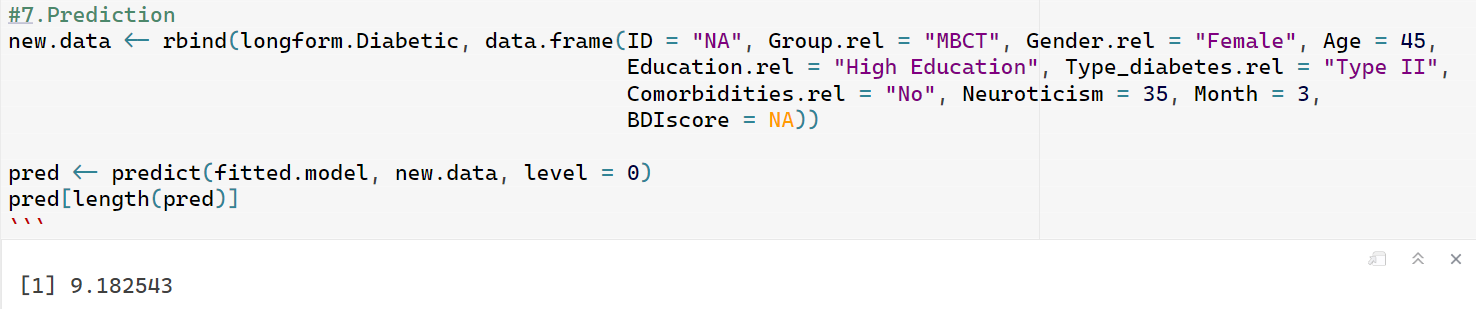 #7.Prediction
new.data <- rbind(longform.Diabetic, data.frame(ID = "NA", Group.rel = "MBCT", Gender.rel = "Female", Age = 45,
Education.rel = "High Education", Type_diabetes.rel = "Type II",
Comorbidities.rel = "No", Neuroticism = 35, Month = 3,
BDIscore = NA))
pred <- predict(fitted.model, new.data, level = 0)
pred[length(pred)]
```
[1] 9.182543